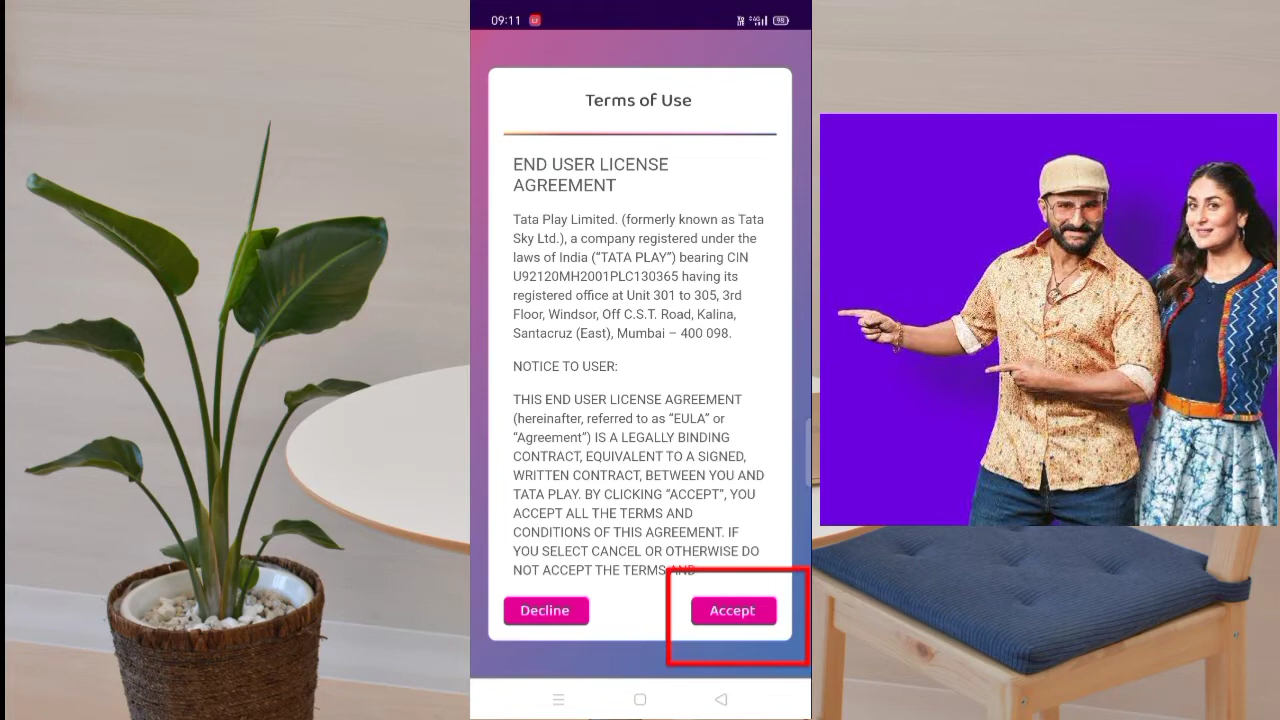 09:11
98
Terms of Use
END USER LICENSE
AGREEMENT
Tata Play Limited. (formerly known as Tata
Sky Ltd.), a company registered under the
laws of India (“TATA PLAY”) bearing CIN
U92120MH2001PLC130365 having its
registered office at Unit 301 to 305, 3rd
Floor, Windsor, Off C.S.T. Road, Kalina,
Santacruz (East), Mumbai – 400 098.
NOTICE TO USER:
THIS END USER LICENSE AGREEMENT
(hereinafter, referred to as “EULA” or
“Agreement”) IS A LEGALLY BINDING
CONTRACT, EQUIVALENT TO A SIGNED,
WRITTEN CONTRACT, BETWEEN YOU AND
TATA PLAY. BY CLICKING “ACCEPT”, YOU
ACCEPT ALL THE TERMS AND
CONDITIONS OF THIS AGREEMENT. IF
YOU SELECT CANCEL OR OTHERWISE DO
NOT ACCEPT THE TERMS AND
Decline
Accept